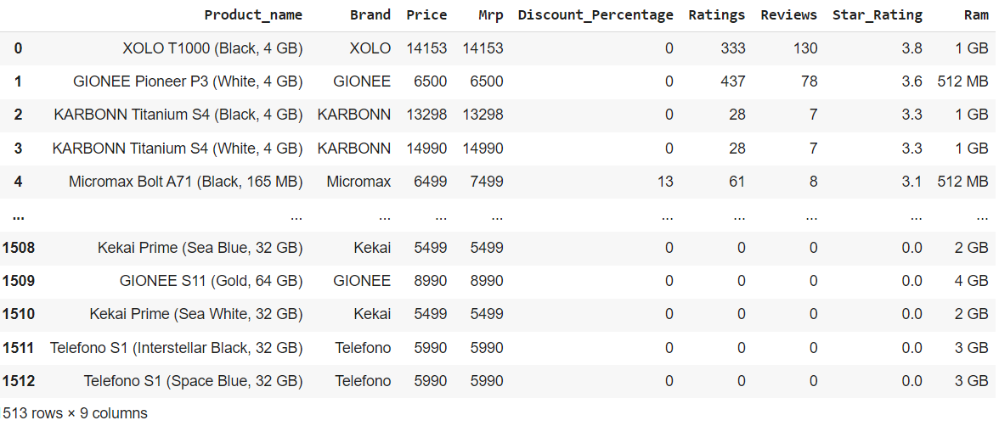 Product_name Brand Price Mrp Discount_Percentage Ratings Reviews Star_Rating Ram
0 XOLO T1000 (Black, 4 GB) XOLO 14153 14153 0 333 130 3.8 1 GB
1 GIONEE Pioneer P3 (White, 4 GB) GIONEE 6500 6500 0 437 78 3.6 512 MB
2 KARBONN Titanium S4 (Black, 4 GB) KARBONN 13298 13298 0 28 7 3.3 1 GB
3 KARBONN Titanium S4 (White, 4 GB) KARBONN 14990 14990 0 28 7 3.3 1 GB
4 Micromax Bolt A71 (Black, 165 MB) Micromax 6499 7499 13 61 8 3.1 512 MB
... ... ... ... ... ... ... ... ... ...
1508 Kekai Prime (Sea Blue, 32 GB) Kekai 5499 5499 0 0 0 0.0 2 GB
1509 GIONEE S11 (Gold, 64 GB) GIONEE 8990 8990 0 0 0 0.0 4 GB
1510 Kekai Prime (Sea White, 32 GB) Kekai 5499 5499 0 0 0 0.0 2 GB
1511 Telefono S1 (Interstellar Black, 32 GB) Telefono 5990 5990 0 0 0 0.0 3 GB
1512 Telefono S1 (Space Blue, 32 GB) Telefono 5990 5990 0 0 0 0.0 3 GB
1513 rows × 9 columns